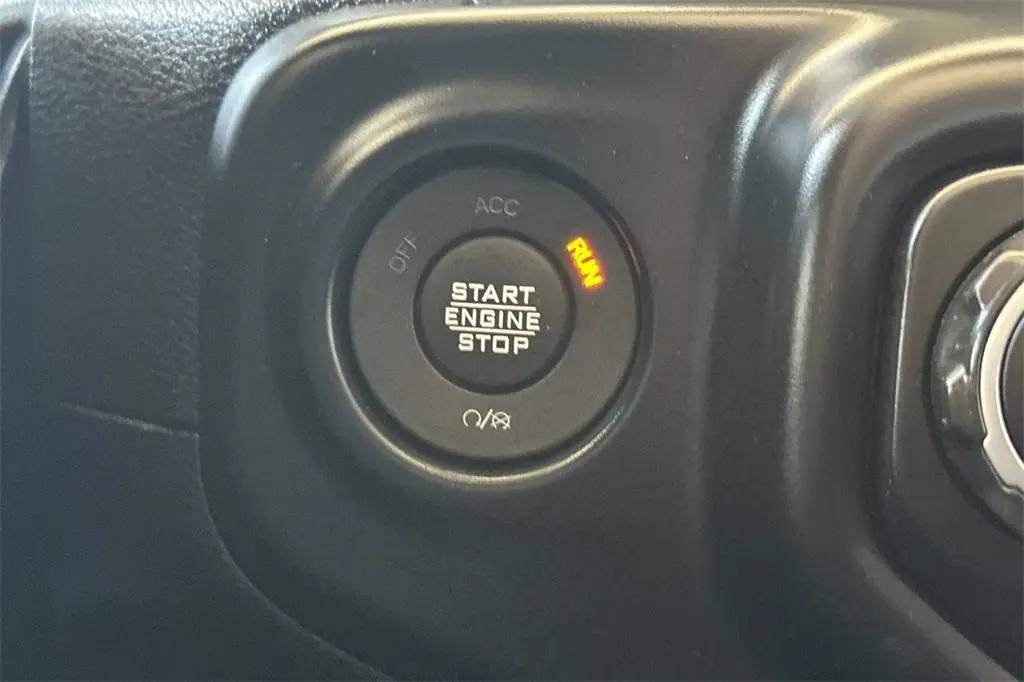 ACC
OFF
RUN
START
ENGINE
STOP